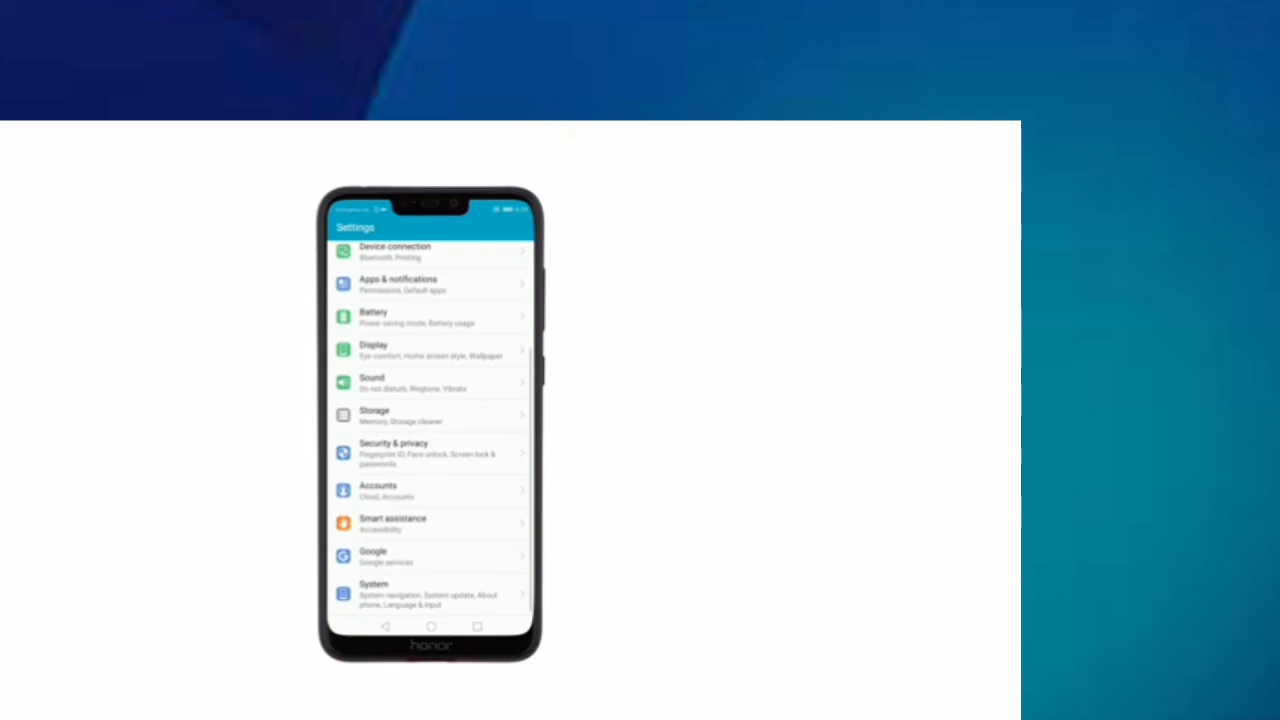 Settings
Device connection
Bluetooth, Printing
Apps & notifications
Permissions, Default apps
Battery
Power saving mode, Battery usage
Display
Eye comfort, Home screen style, Wallpaper
Sound
Do not disturb, Ringtone, Vibrate
Storage
Memory, Storage cleaner
Security & privacy
Fingerprint ID, Face unlock, Screen lock &
passwords
Accounts
Cloud, Accounts
Smart assistance
Accessibility
Google
Google services
System
System navigation, System update, About
phone, Language & input
honor